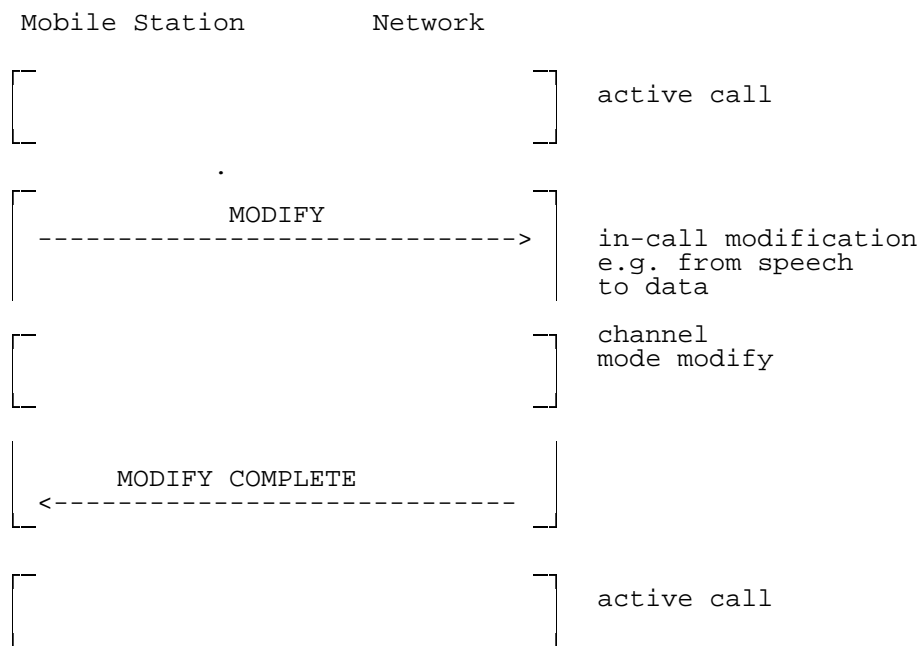 Mobile Station Network
active call
.
MODIFY
------------------------------>
in-call modification
e.g. from speech
to data
channel
mode modify
MODIFY COMPLETE
<-----------------------------
active call